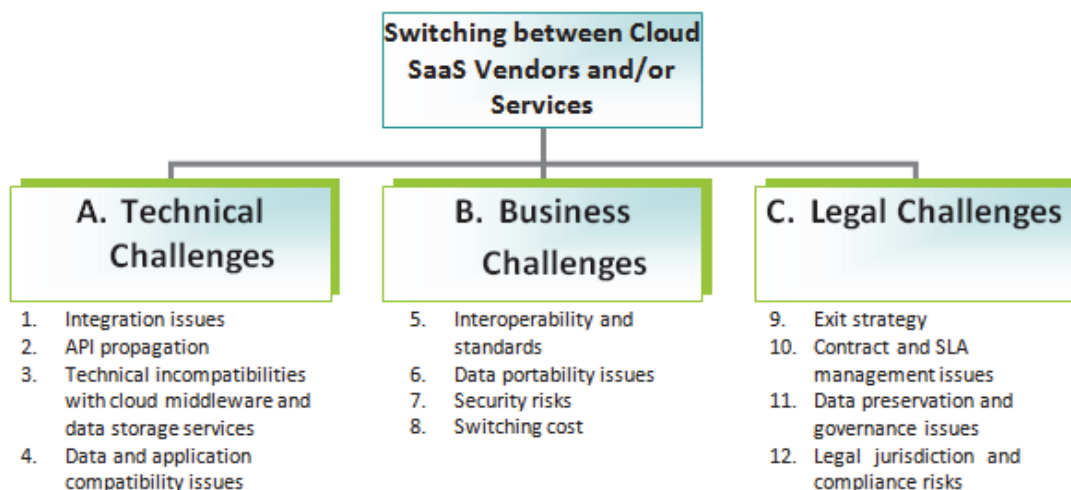 Switching between Cloud
SaaS Vendors and/or
Services
A. Technical
Challenges
1. Integration issues
2. API propagation
3. Technical incompatibilities
with cloud middleware and
data storage services
4. Data and application
compatibility issues
B. Business
Challenges
5. Interoperability and
standards
6. Data portability issues
7. Security risks
8. Switching cost
C. Legal Challenges
9. Exit strategy
10. Contract and SLA
management issues
11. Data preservation and
governance issues
12. Legal jurisdiction and
compliance risks